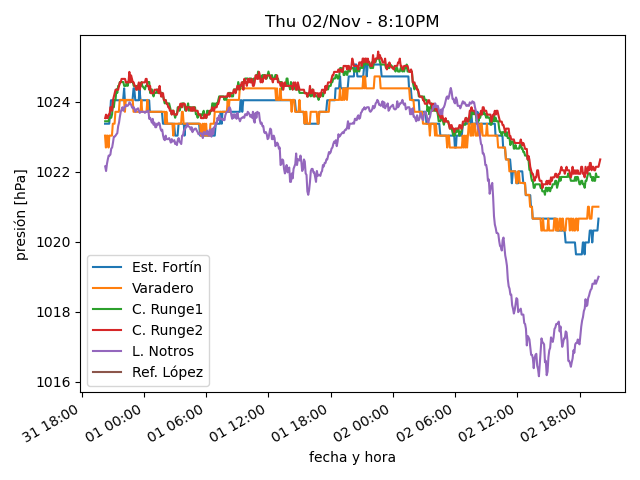 Thu 02/Nov - 8:10PM
presión [hPa]
1024
1022
1020
1018
1016
Est. Fortín
Varadero
C. Runge1
C. Runge2
L. Notros
Ref. López
31 18:00
01 00:00
01 06:00
01 12:00
01 18:00
02 00:00
02 06:00
02 12:00
02 18:00
fecha y hora